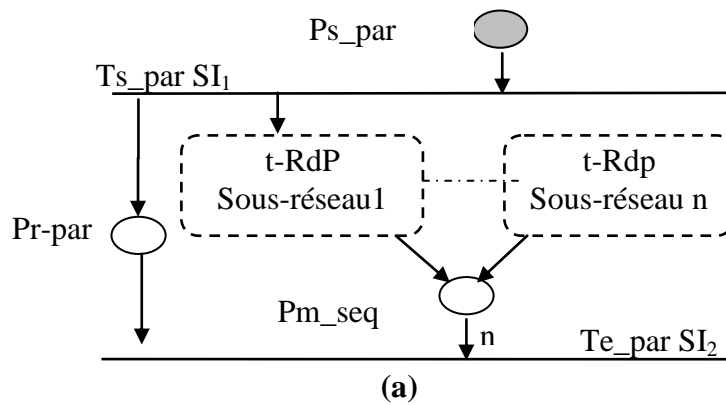 Ps_par
Ts_par SI₁
t-RdP
Sous-réseau1
t-Rdp
Sous-réseau n
Pr-par
Pm_seq
n
Te_par SI₂
(a)